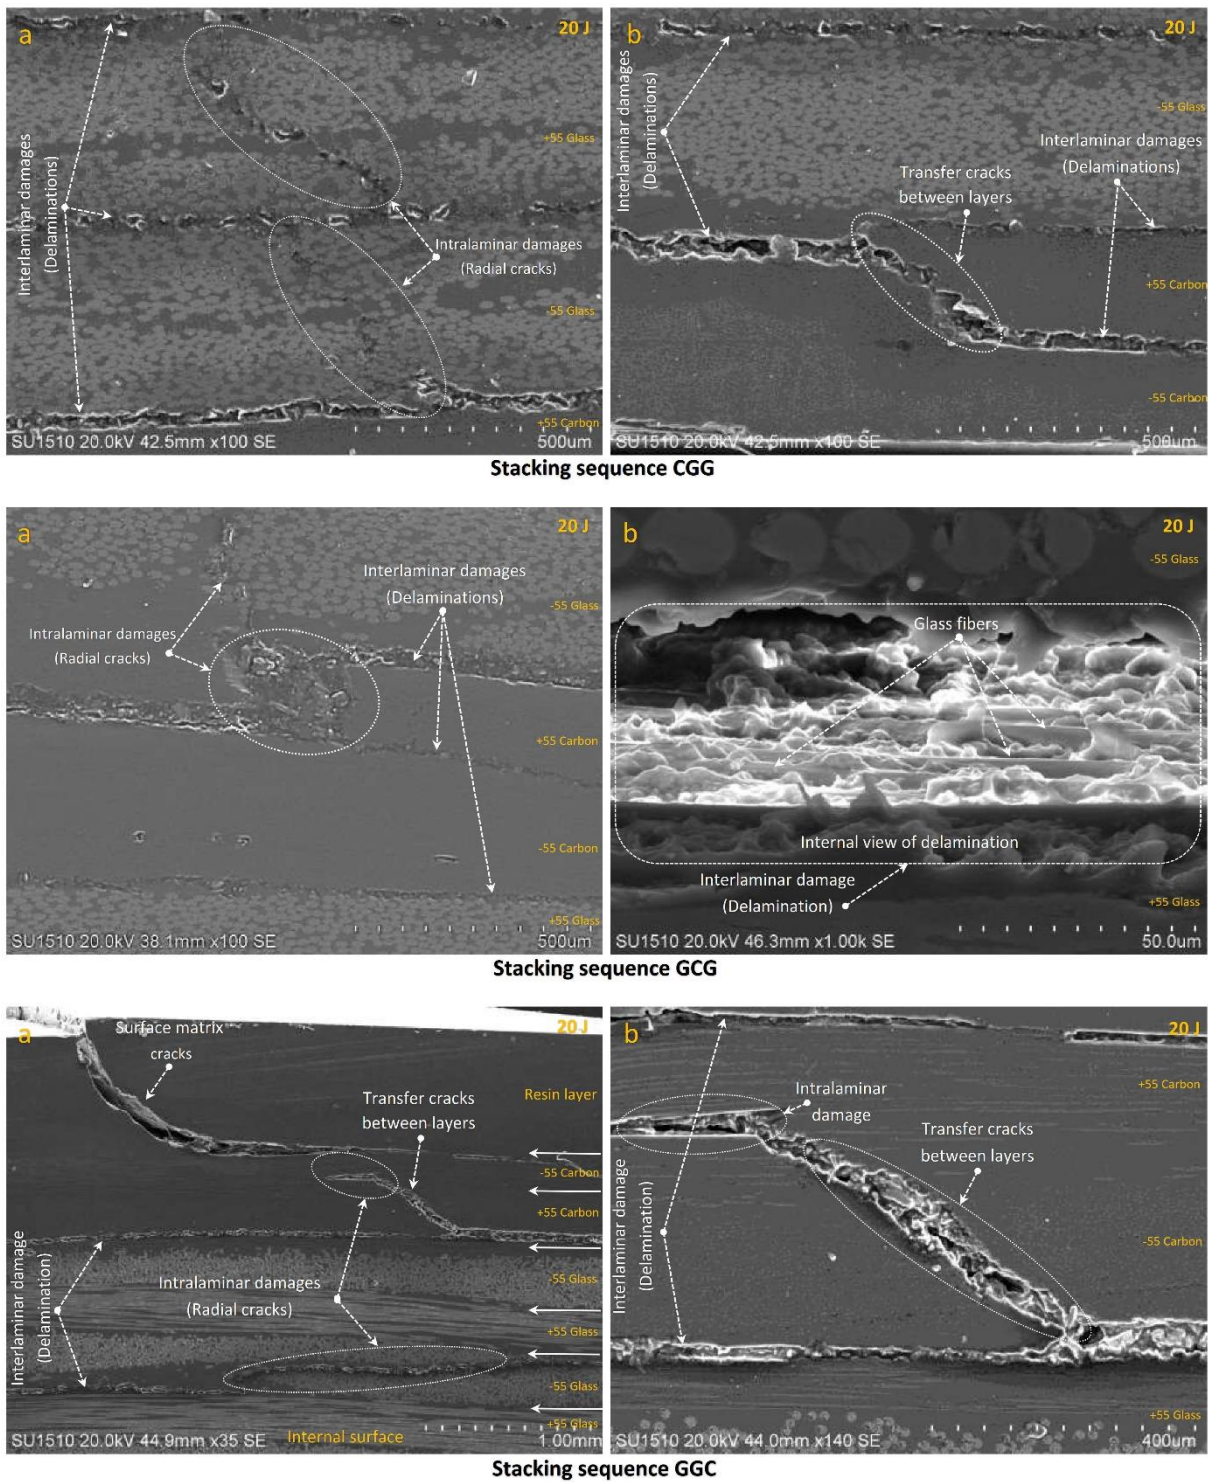 a
20 J
Interlaminar damages
(Delaminations)
+55 Glass
Intralaminar damages
(Radial cracks)
-55 Glass
+55 Carbon
SU1510 20.0kV 42.5mm x100 SE
500um
b
20 J
Interlaminar damages
(Delaminations)
-55 Glass
Interlaminar damages
(Delaminations)
Transfer cracks
between layers
+55 Carbon
-55 Carbon
SU1510 20.0kV 42.5mm x100 SE
500um
Stacking sequence CGG
a
20 J
Interlaminar damages
(Delaminations)
-55 Glass
Intralaminar damages
(Radial cracks)
+55 Carbon
-55 Carbon
+55 Glass
SU1510 20.0kV 38.1mm x100 SE
500um
b
20 J
-55 Glass
Glass fibers
Internal view of delamination
Interlaminar damage
(Delamination)
+55 Glass
SU1510 20.0kV 46.3mm x1.00k SE
50.0um
Stacking sequence GCG
a
20 J
Surface matrix
cracks
Resin layer
Transfer cracks
between layers
-55 Carbon
+55 Carbon
Interlaminar damage
(Delamination)
-55 Glass
Intralaminar damages
(Radial cracks)
+55 Glass
-55 Glass
+55 Glass
Internal surface
SU1510 20.0kV 44.9mm x35 SE
1.00mm
b
20 J
+55 Carbon
Intralaminar
damage
Transfer cracks
between layers
Interlaminar damage
(Delamination)
-55 Carbon
+55 Glass
SU1510 20.0kV 44.0mm x140 SE
400um
Stacking sequence GGC